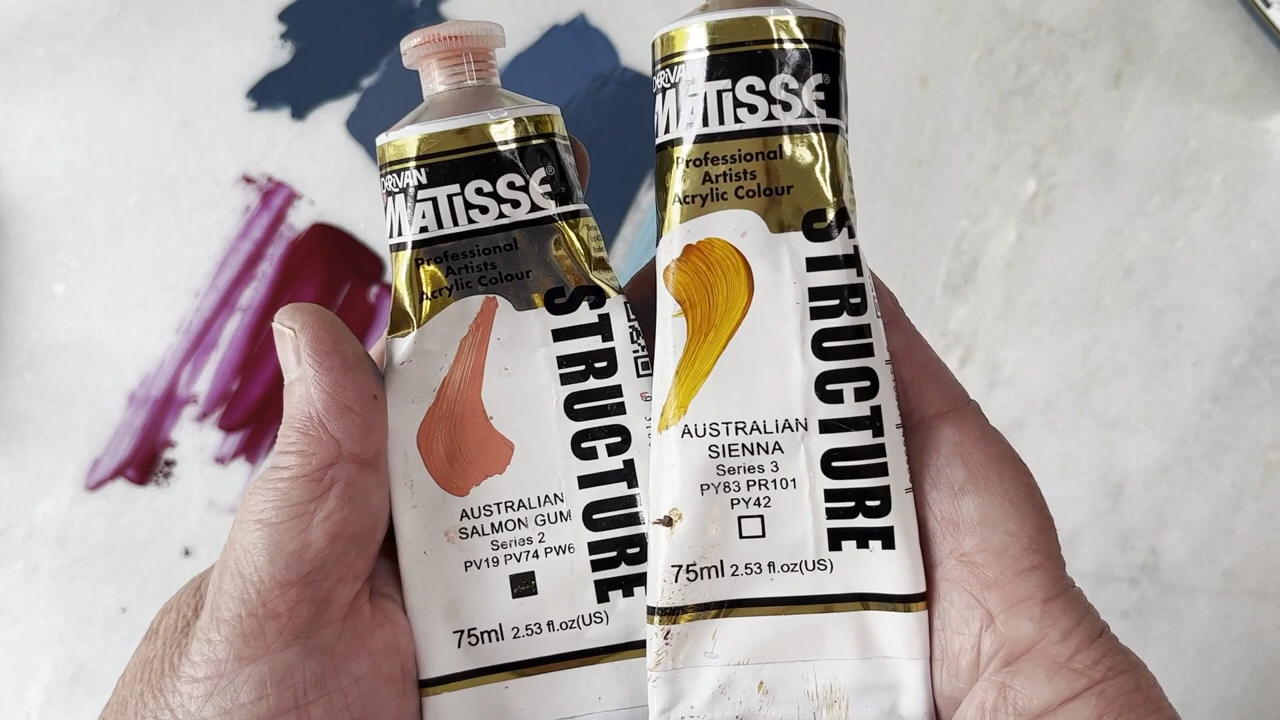 DERIVAN
MATISSE®
Professional
Artists
Acrylic Colour
STRUCTURE
AUSTRALIAN
SALMON GUM
Series 2
PV19 PV74 PW6
75ml 2.53 fl.oz(US)
DERIVAN
MATISSE®
Professional
Artists
Acrylic Colour
STRUCTURE
AUSTRALIAN
SIENNA
Series 3
PY83 PR101
PY42
75ml 2.53 fl.oz(US)